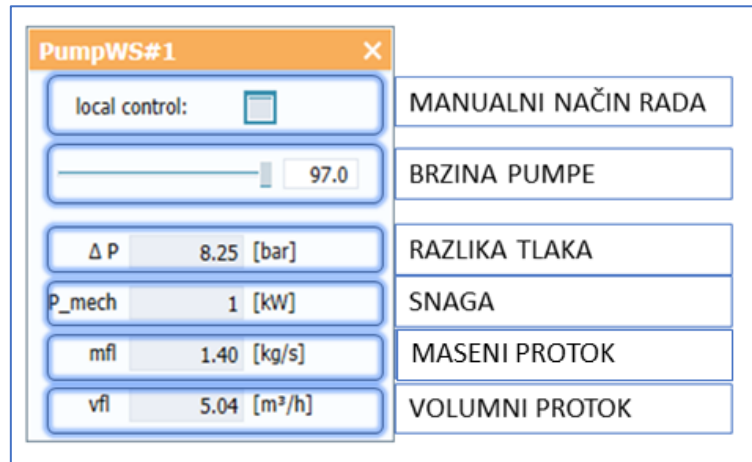 PumpWS#1 ×
local control: MANUALNI NAČIN RADA
97.0 BRZINA PUMPE
Δ P 8.25 [bar] RAZLIKA TLAKA
P_mech 1 [kW] SNAGA
mfl 1.40 [kg/s] MASENI PROTOK
vfl 5.04 [m³/h] VOLUMNI PROTOK